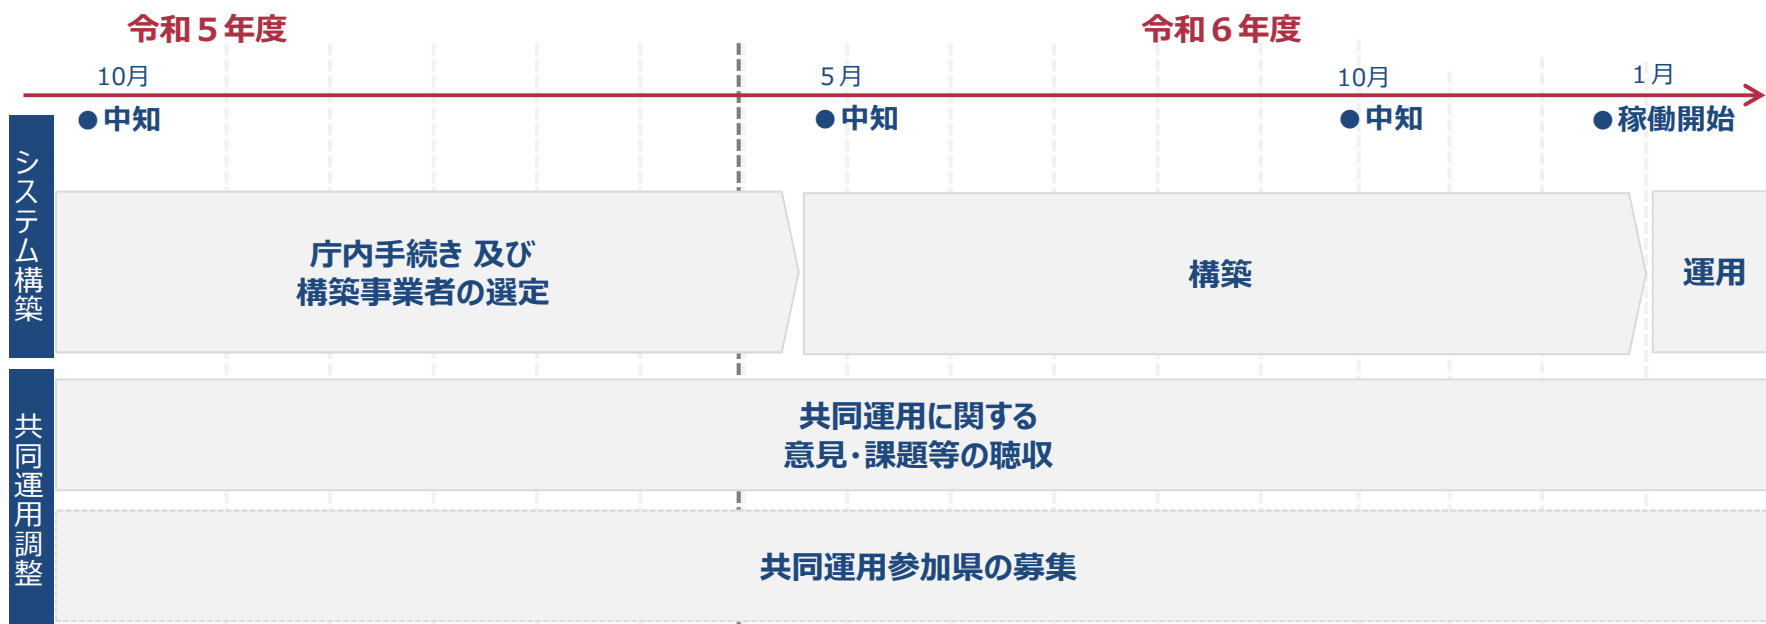 令和５年度
令和６年度
10月
５月
10月
１月
●中知
●中知
●中知
●稼働開始
システム構築
庁内手続き 及び
構築事業者の選定
構築
運用
共同運用調整
共同運用に関する
意見・課題等の聴収
共同運用参加県の募集